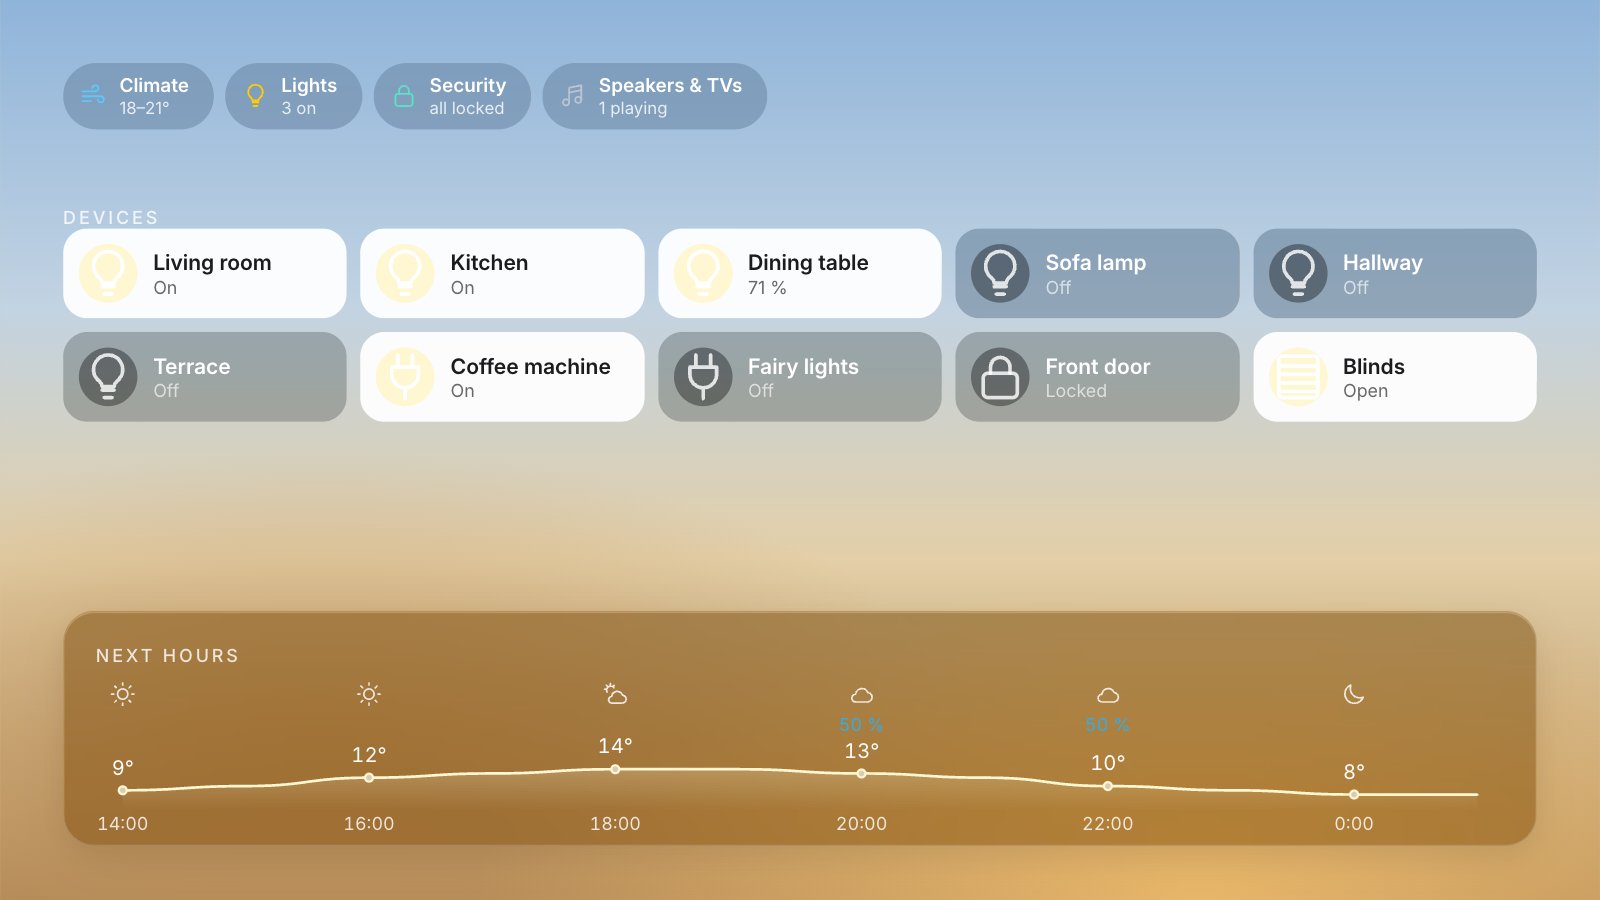 Climate
18–21°
Lights
3 on
Security
all locked
Speakers & TVs
1 playing
DEVICES
Living room
On
Kitchen
On
Dining table
71 %
Sofa lamp
Off
Hallway
Off
Terrace
Off
Coffee machine
On
Fairy lights
Off
Front door
Locked
Blinds
Open
NEXT HOURS
50 %
50 %
9°
12°
14°
13°
10°
8°
14:00
16:00
18:00
20:00
22:00
0:00